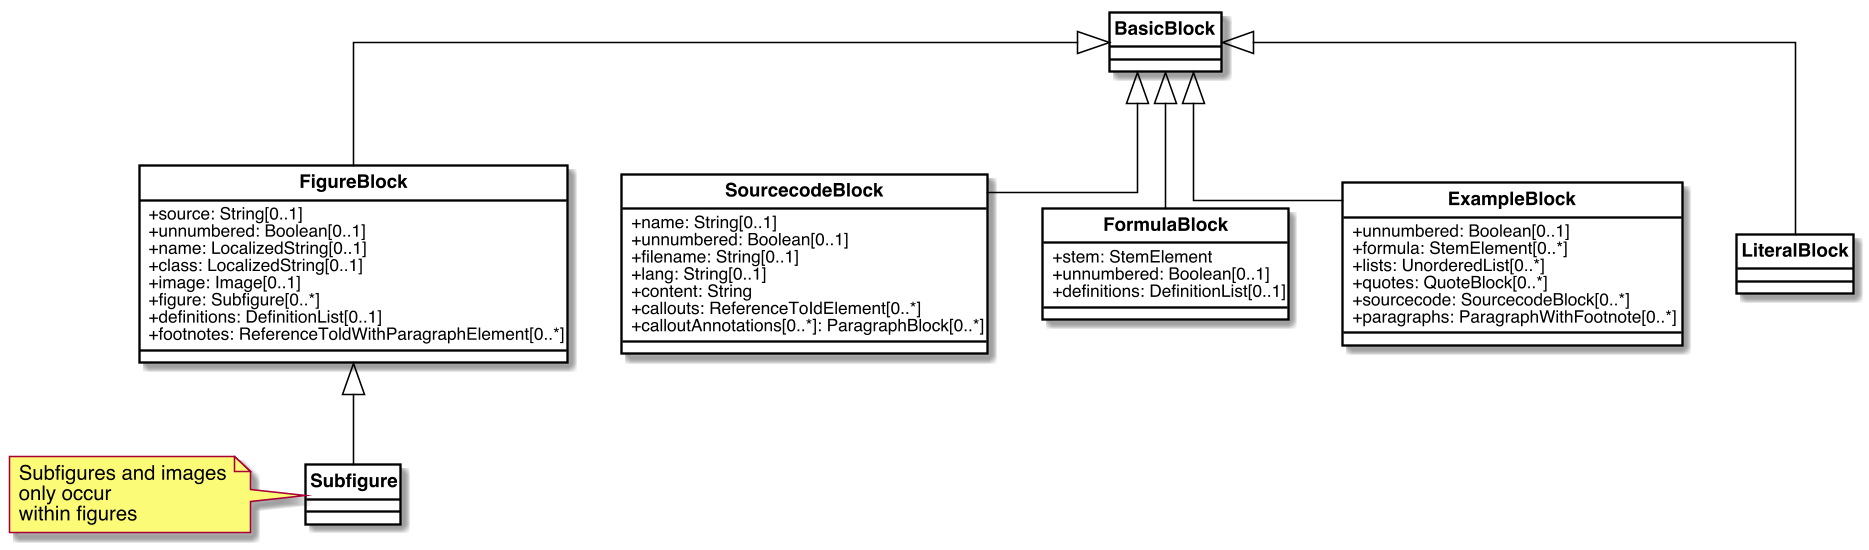 BasicBlock
FigureBlock
+source: String[0..1]
+unnumbered: Boolean[0..1]
+name: LocalizedString[0..1]
+class: LocalizedString[0..1]
+image: Image[0..1]
+figure: Subfigure[0..*]
+definitions: DefinitionList[0..1]
+footnotes: ReferenceToIdWithParagraphElement[0..*]
SourcecodeBlock
+name: String[0..1]
+unnumbered: Boolean[0..1]
+filename: String[0..1]
+lang: String[0..1]
+content: String
+callouts: ReferenceToIdElement[0..*]
+calloutAnnotations[0..*]: ParagraphBlock[0..*]
FormulaBlock
+stem: StemElement
+unnumbered: Boolean[0..1]
+definitions: DefinitionList[0..1]
ExampleBlock
+unnumbered: Boolean[0..1]
+formula: StemElement[0..*]
+lists: UnorderedList[0..*]
+quotes: QuoteBlock[0..*]
+sourcecode: SourcecodeBlock[0..*]
+paragraphs: ParagraphWithFootnote[0..*]
LiteralBlock
Subfigures and images
only occur
within figures
Subfigure